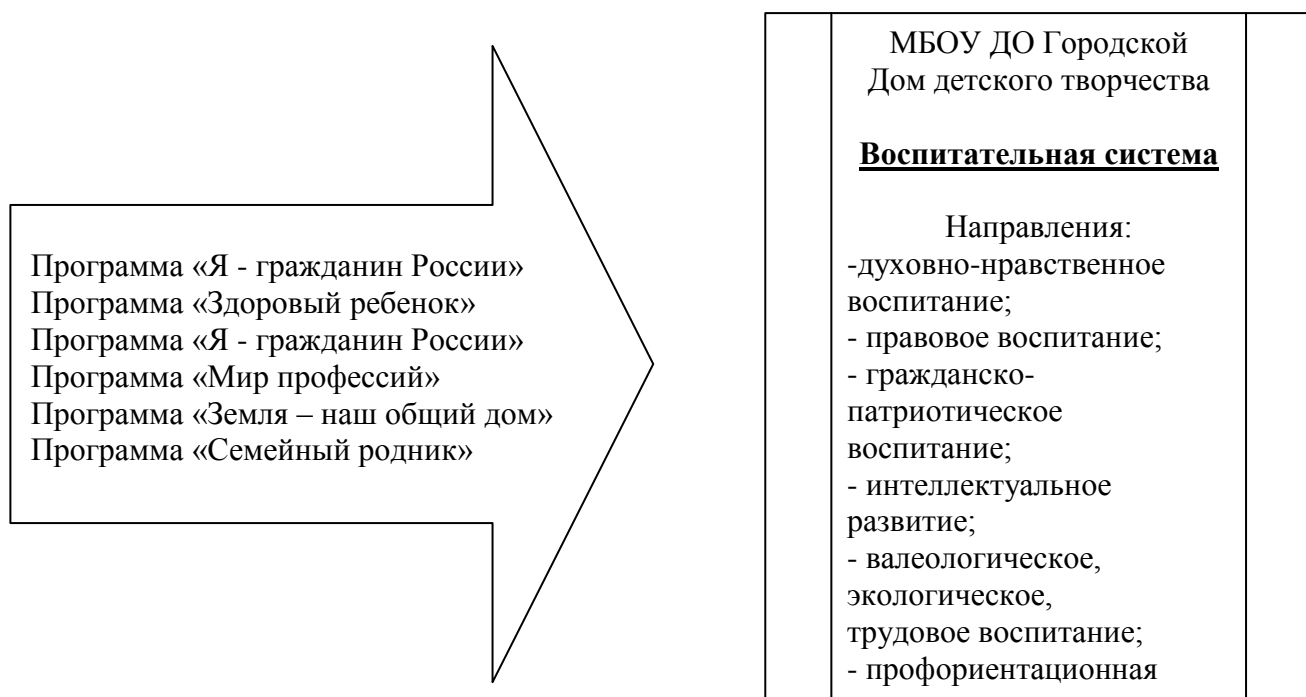 Программа «Я - гражданин России»
Программа «Здоровый ребенок»
Программа «Я - гражданин России»
Программа «Мир профессий»
Программа «Земля – наш общий дом»
Программа «Семейный родник»
МБОУ ДО Городской
Дом детского творчества
Воспитательная система
Направления:
-духовно-нравственное
воспитание;
- правовое воспитание;
- гражданско-
патриотическое
воспитание;
- интеллектуальное
развитие;
- валеологическое,
экологическое,
трудовое воспитание;
- профориентационная